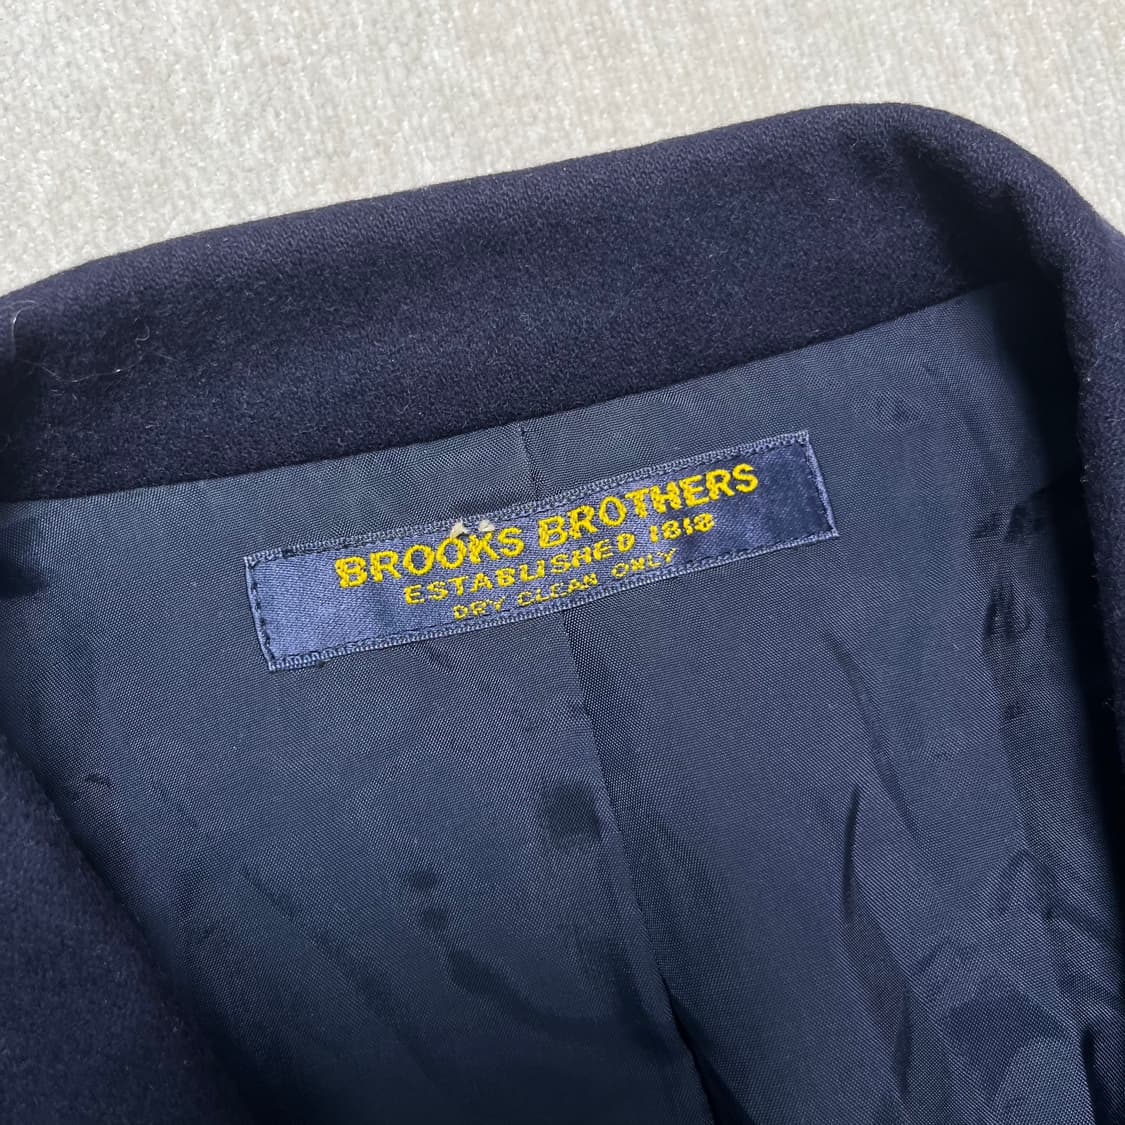 BROOKS BROTHERS
ESTABLISHED 1818
DRY CLEAN ONLY